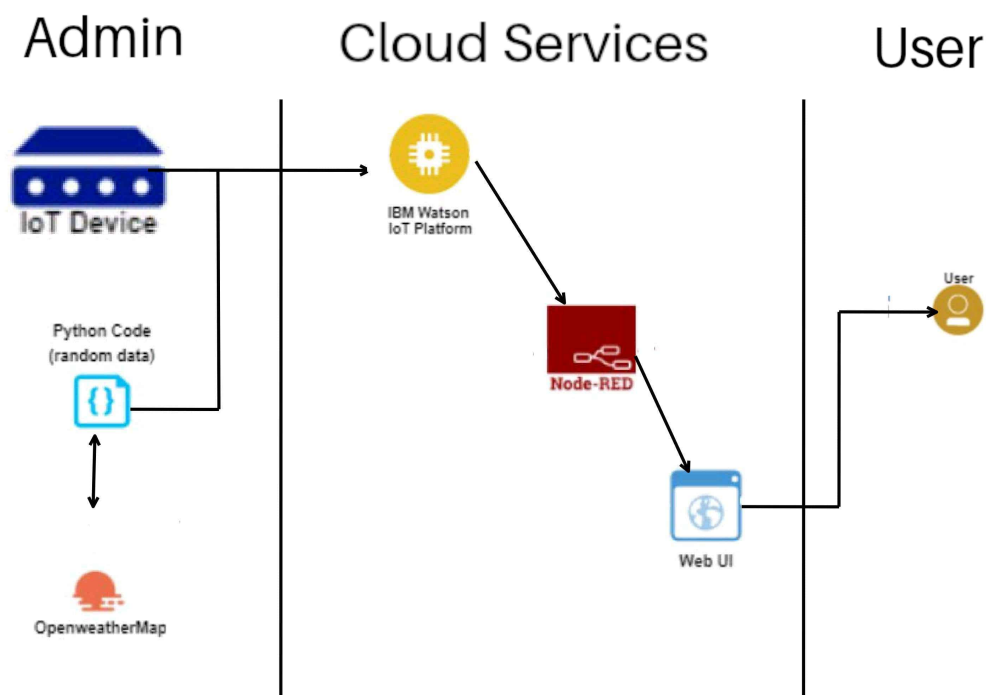 Admin
Cloud Services
User
IoT Device
IBM Watson
IoT Platform
Python Code
(random data)
Node-RED
User
Web UI
OpenweatherMap